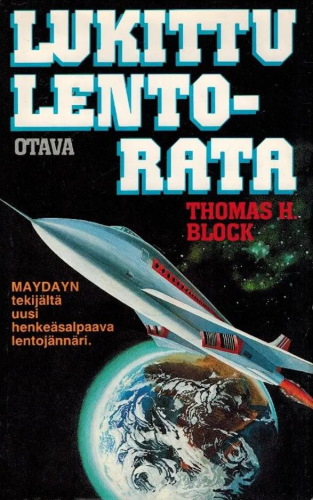 LUKITTU
LENTO-
OTAVA
RATA
THOMAS H.
BLOCK
MAYDAYN
tekijältä
uusi
henkeäsalpaava
lentojännäri.